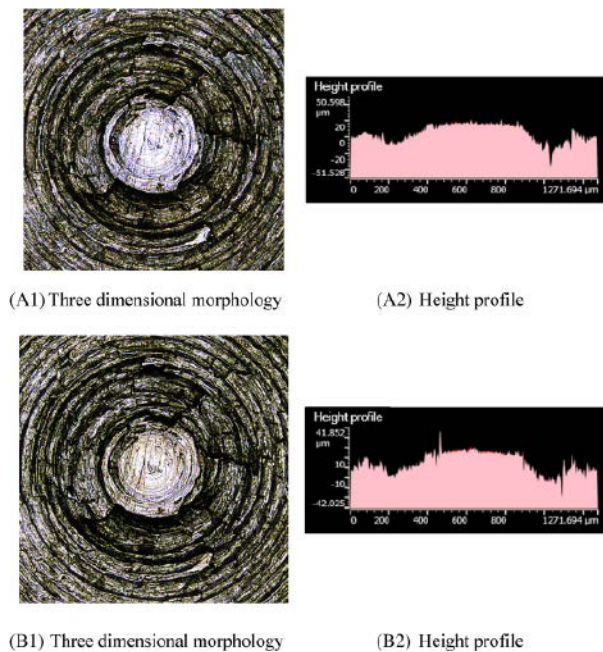 Height profile
50.598
μm
20
0
-20
-51.528
0 200 400 600 800 1271.694 μm
(A1) Three dimensional morphology
(A2) Height profile
Height profile
41.852
μm
10
-10
-42.025
0 200 400 600 800 1271.694 μm
(B1) Three dimensional morphology
(B2) Height profile